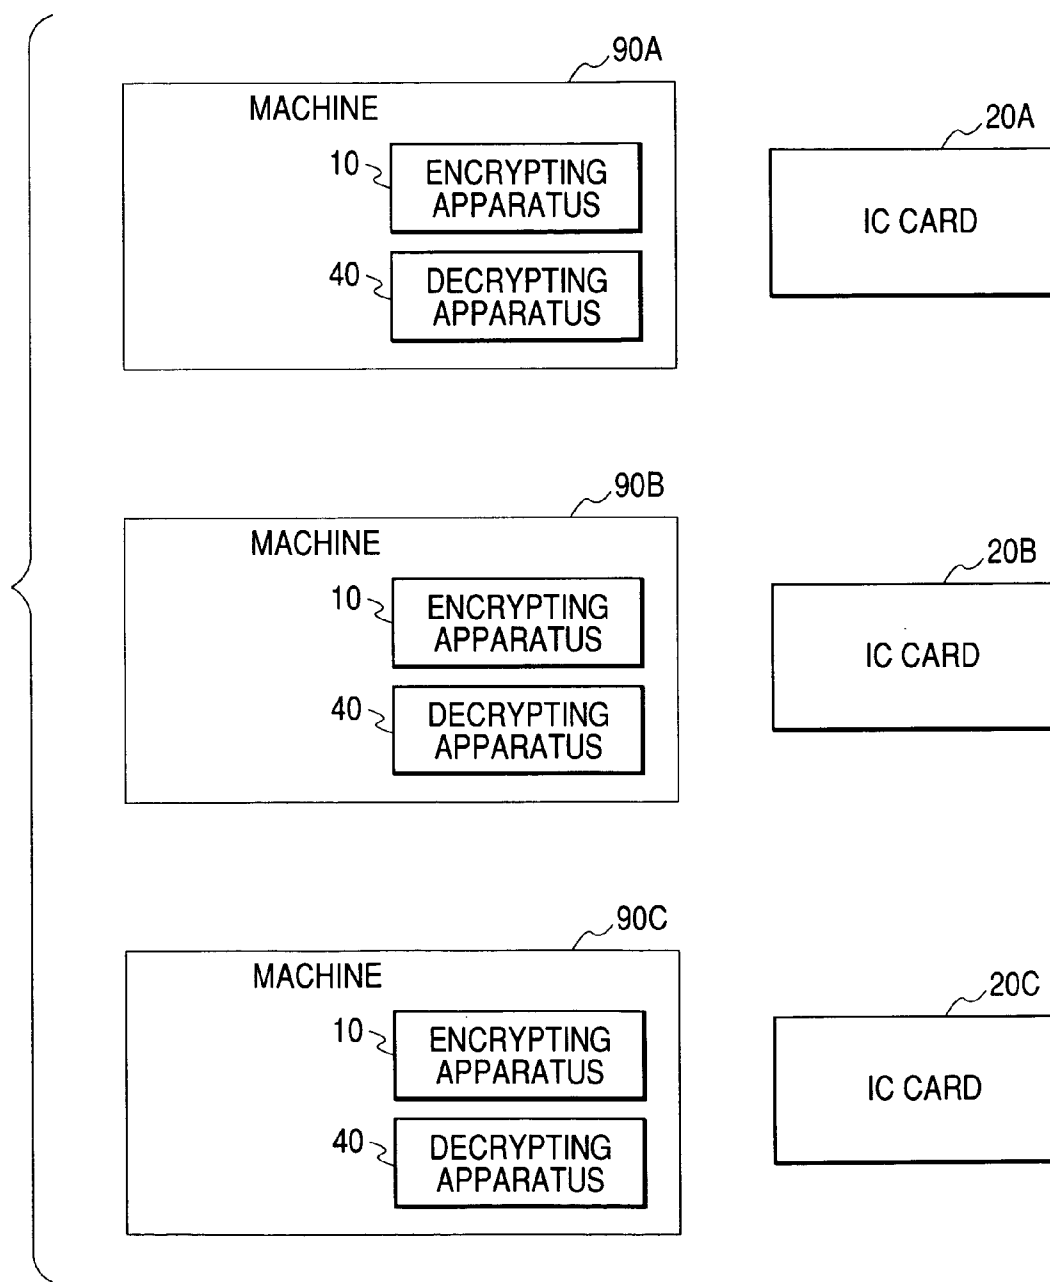 90A
MACHINE
20A
10
ENCRYPTING
APPARATUS
IC CARD
40
DECRYPTING
APPARATUS
90B
MACHINE
20B
10
ENCRYPTING
APPARATUS
IC CARD
40
DECRYPTING
APPARATUS
90C
MACHINE
20C
10
ENCRYPTING
APPARATUS
IC CARD
40
DECRYPTING
APPARATUS